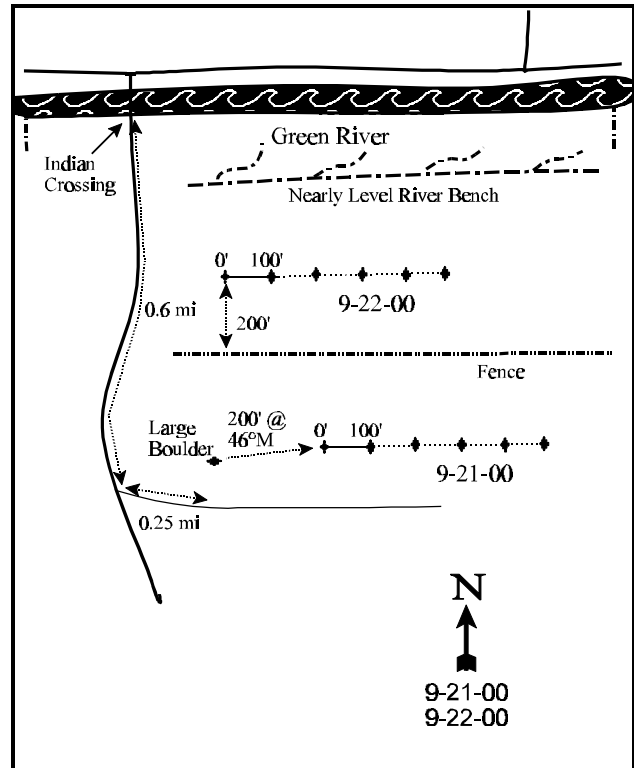 Green River
Indian
Crossing
Nearly Level River Bench
0' 100'
0.6 mi
9-22-00
200'
Fence
200' @
46°M
Large
Boulder
0' 100'
9-21-00
0.25 mi
N
9-21-00
9-22-00